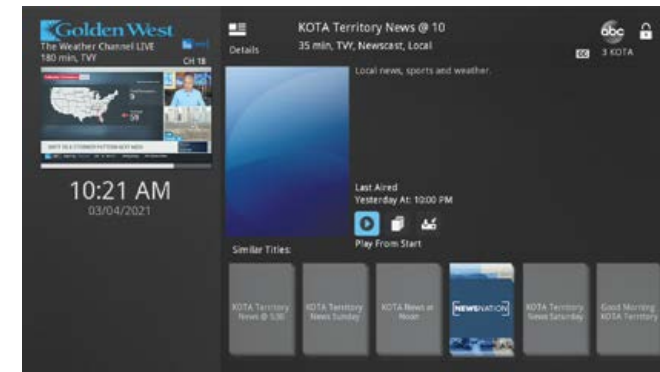 Golden West
The Weather Channel LIVE
180 min, TVY
CH 18
10:21 AM
03/04/2021
Details
KOTA Territory News @ 10
35 min, TVY, Newscast, Local
abc
CC
3 KOTA
Local news, sports and weather.
Last Aired
Yesterday At: 10:00 PM
Play From Start
Similar Titles:
KOTA Territory
News @ 5:30
KOTA Territory
News Sunday
KOTA News at
Noon
NEWSNATION
KOTA Territory
News Saturday
Good Morning
KOTA Territory